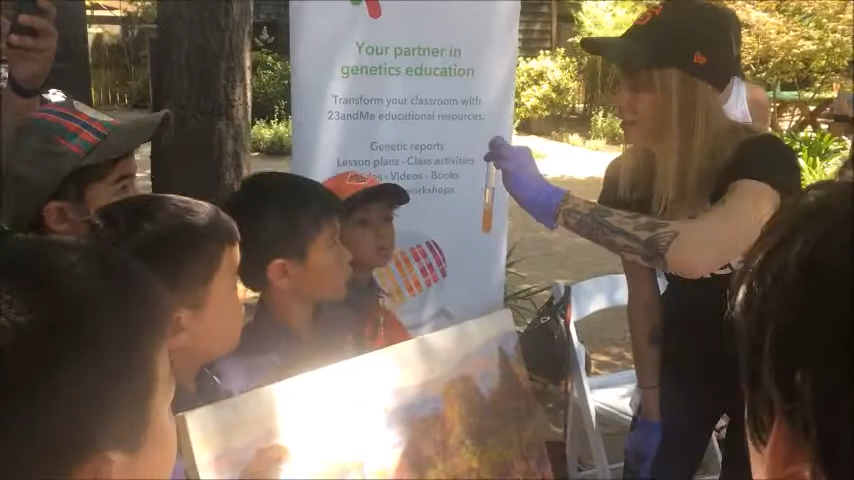 Your partner in
genetics education
Transform your classroom with
23andMe educational resources.
Genetic reports
Lesson plans · Class activities
Videos · Books
workshops